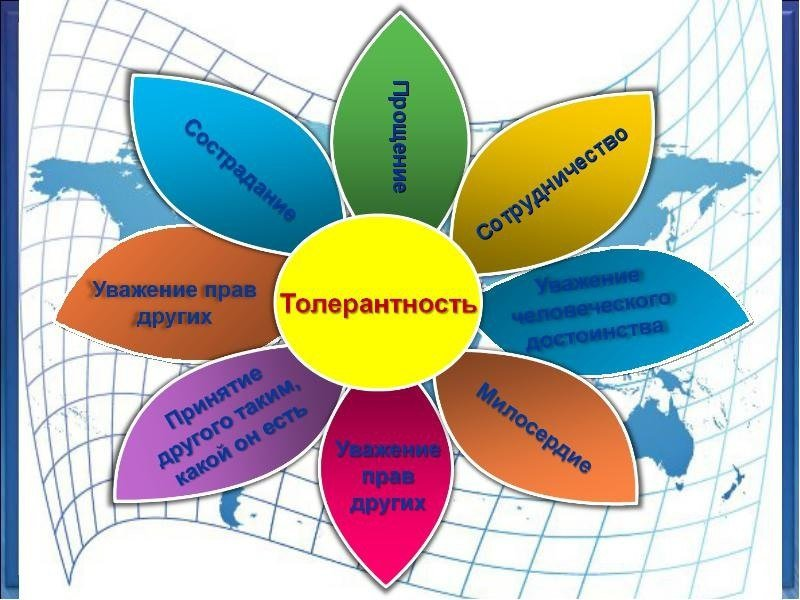 Прощение
Сострадание
Сотрудничество
Уважение прав
других
Толерантность
Уважение
человеческого
достоинства
Принятие
другого таким,
какой он есть
Уважение
прав
других
Милосердие